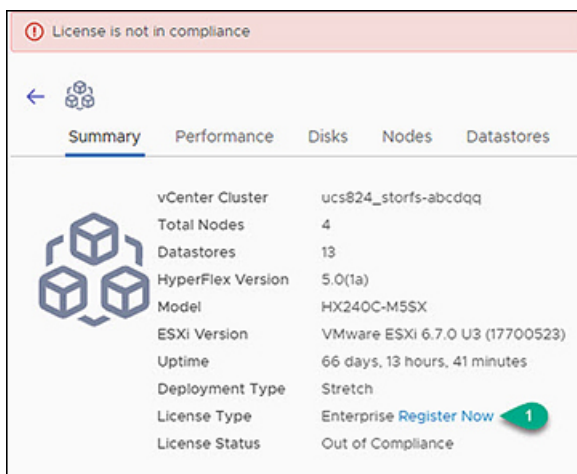 License is not in compliance
Summary Performance Disks Nodes Datastores
vCenter Cluster ucs824_storfs-abcdqq
Total Nodes 4
Datastores 13
HyperFlex Version 5.0(1a)
Model HX240C-M5SX
ESXi Version VMware ESXi 6.7.0 U3 (17700523)
Uptime 66 days, 13 hours, 41 minutes
Deployment Type Stretch
License Type Enterprise Register Now 1
License Status Out of Compliance